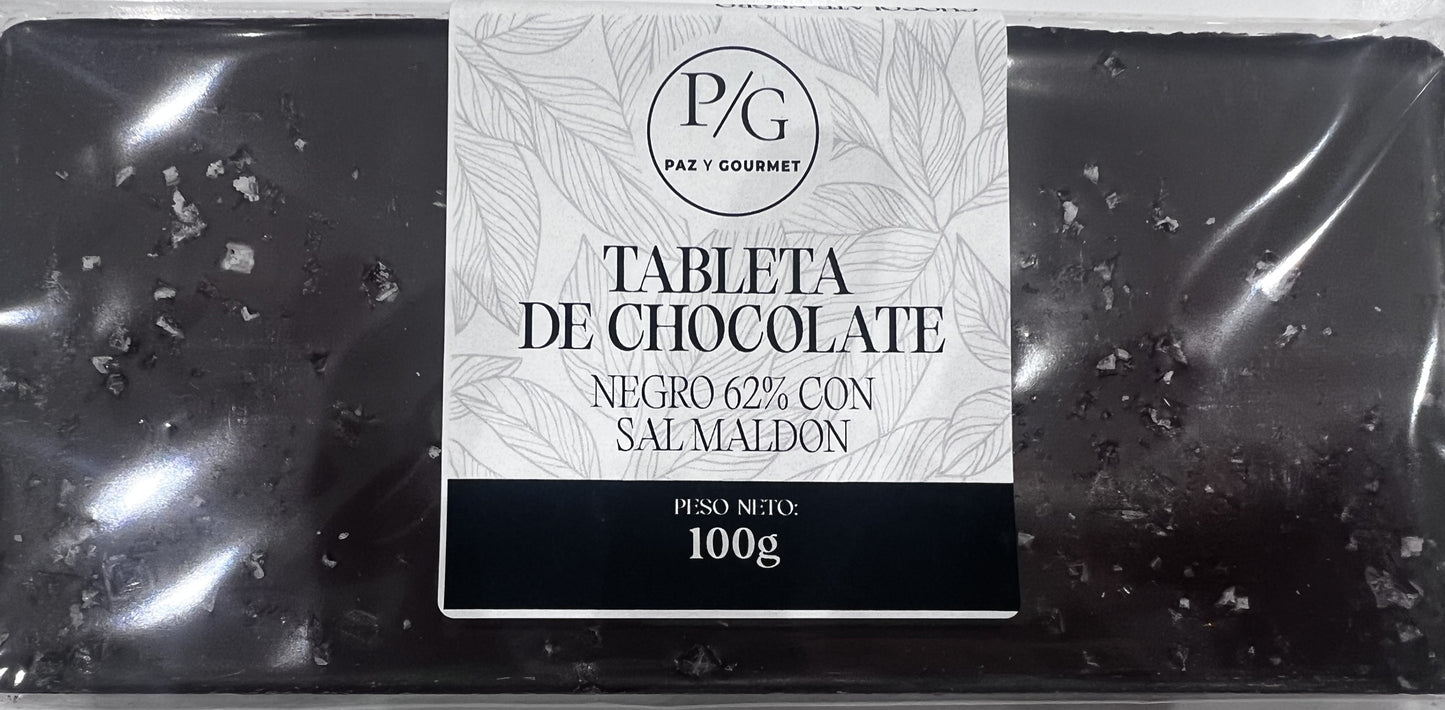 P/G
PAZ Y GOURMET
TABLETA
DE CHOCOLATE
NEGRO 62% CON
SAL MALDON
PESO NETO:
100g